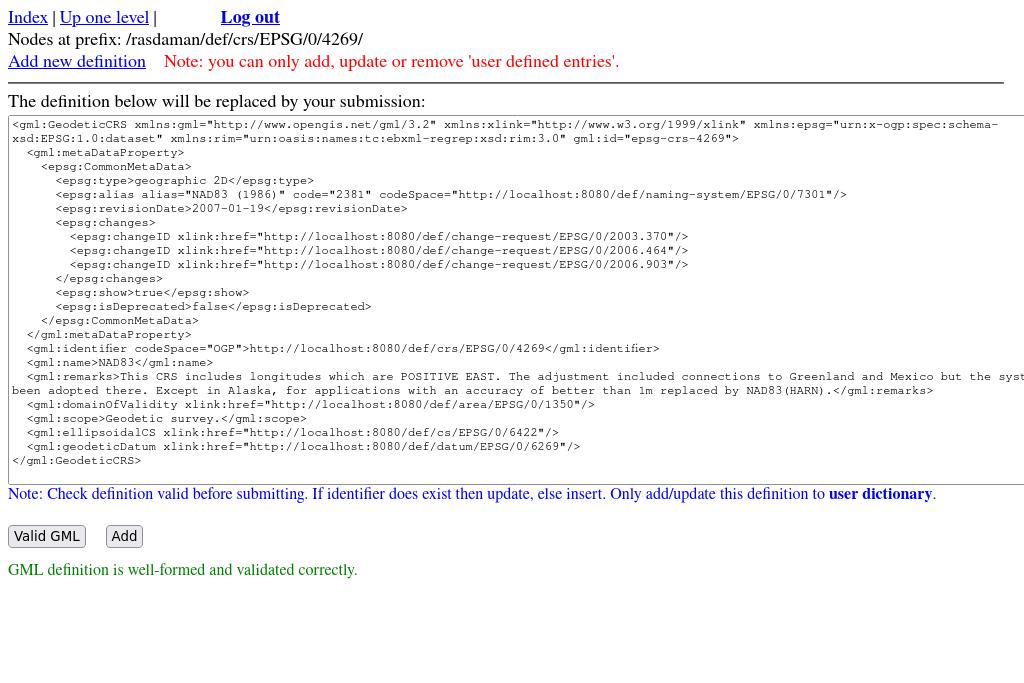 Index | Up one level | Log out
Nodes at prefix: /rasdaman/def/crs/EPSG/0/4269/
Add new definition Note: you can only add, update or remove 'user defined entries'.
The definition below will be replaced by your submission:
<gml:GeodeticCRS xmlns:gml="http://www.opengis.net/gml/3.2" xmlns:xlink="http://www.w3.org/1999/xlink" xmlns:epsg="urn:x-ogp:spec:schema-
xsd:EPSG:1.0:dataset" xmlns:rim="urn:oasis:names:tc:ebxml-regrep:xsd:rim:3.0" gml:id="epsg-crs-4269">
<gml:metaDataProperty>
<epsg:CommonMetaData>
<epsg:type>geographic 2D</epsg:type>
<epsg:alias alias="NAD83 (1986)" code="2381" codeSpace="http://localhost:8080/def/naming-system/EPSG/0/7301"/>
<epsg:revisionDate>2007-01-19</epsg:revisionDate>
<epsg:changes>
<epsg:changeID xlink:href="http://localhost:8080/def/change-request/EPSG/0/2003.370"/>
<epsg:changeID xlink:href="http://localhost:8080/def/change-request/EPSG/0/2006.464"/>
<epsg:changeID xlink:href="http://localhost:8080/def/change-request/EPSG/0/2006.903"/>
</epsg:changes>
<epsg:show>true</epsg:show>
<epsg:isDeprecated>false</epsg:isDeprecated>
</epsg:CommonMetaData>
</gml:metaDataProperty>
<gml:identifier codeSpace="OGP">http://localhost:8080/def/crs/EPSG/0/4269</gml:identifier>
<gml:name>NAD83</gml:name>
<gml:remarks>This CRS includes longitudes which are POSITIVE EAST. The adjustment included connections to Greenland and Mexico but the syst
been adopted there. Except in Alaska, for applications with an accuracy of better than 1m replaced by NAD83(HARN).</gml:remarks>
<gml:domainOfValidity xlink:href="http://localhost:8080/def/area/EPSG/0/1350"/>
<gml:scope>Geodetic survey.</gml:scope>
<gml:ellipsoidalCS xlink:href="http://localhost:8080/def/cs/EPSG/0/6422"/>
<gml:geodeticDatum xlink:href="http://localhost:8080/def/datum/EPSG/0/6269"/>
</gml:GeodeticCRS>
Note: Check definition valid before submitting. If identifier does exist then update, else insert. Only add/update this definition to user dictionary.
Valid GML Add
GML definition is well-formed and validated correctly.